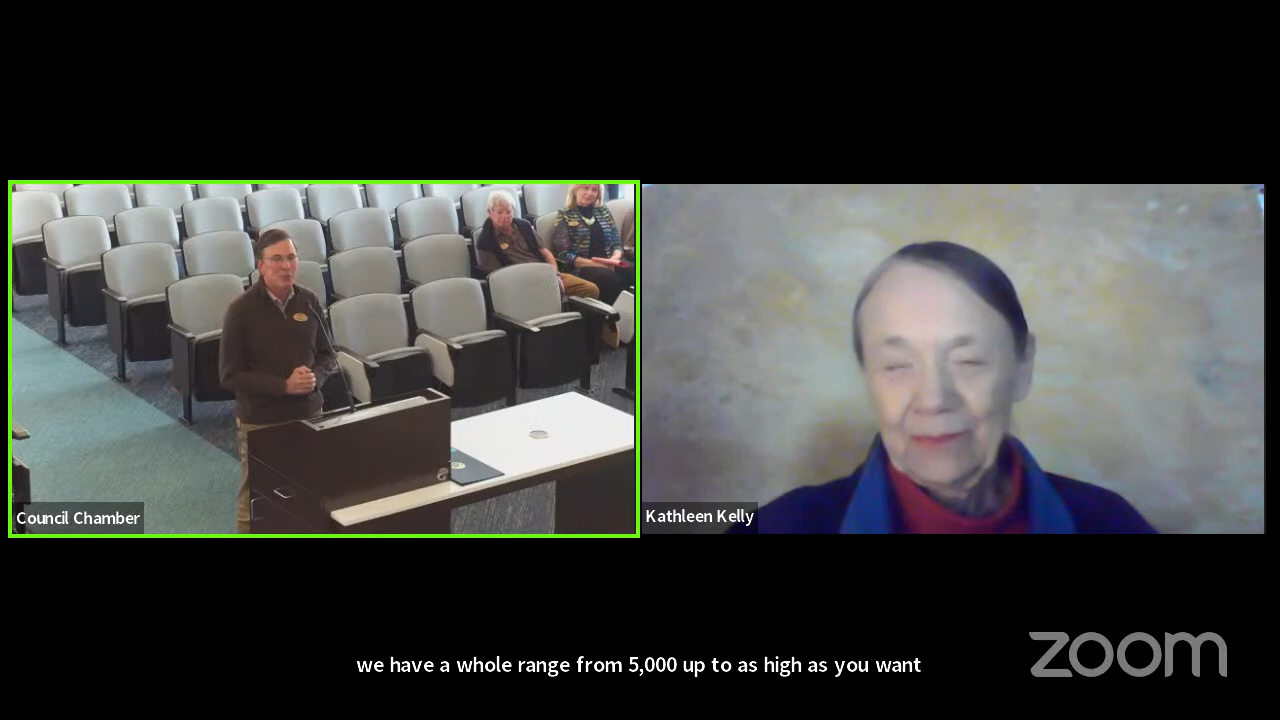 Council Chamber
Kathleen Kelly
we have a whole range from 5,000 up to as high as you want
zoom